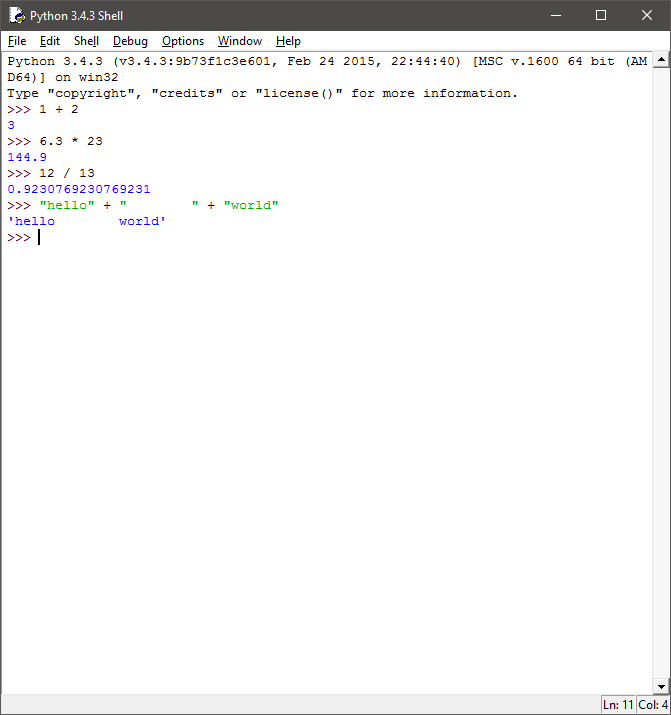 Python 3.4.3 Shell
File Edit Shell Debug Options Window Help
Python 3.4.3 (v3.4.3:9b73f1c3e601, Feb 24 2015, 22:44:40) [MSC v.1600 64 bit (AM
D64)] on win32
Type "copyright", "credits" or "license()" for more information.
>>> 1 + 2
3
>>> 6.3 * 23
144.9
>>> 12 / 13
0.9230769230769231
>>> "hello" + "        " + "world"
'hello        world'
>>>
Ln: 11 Col: 4